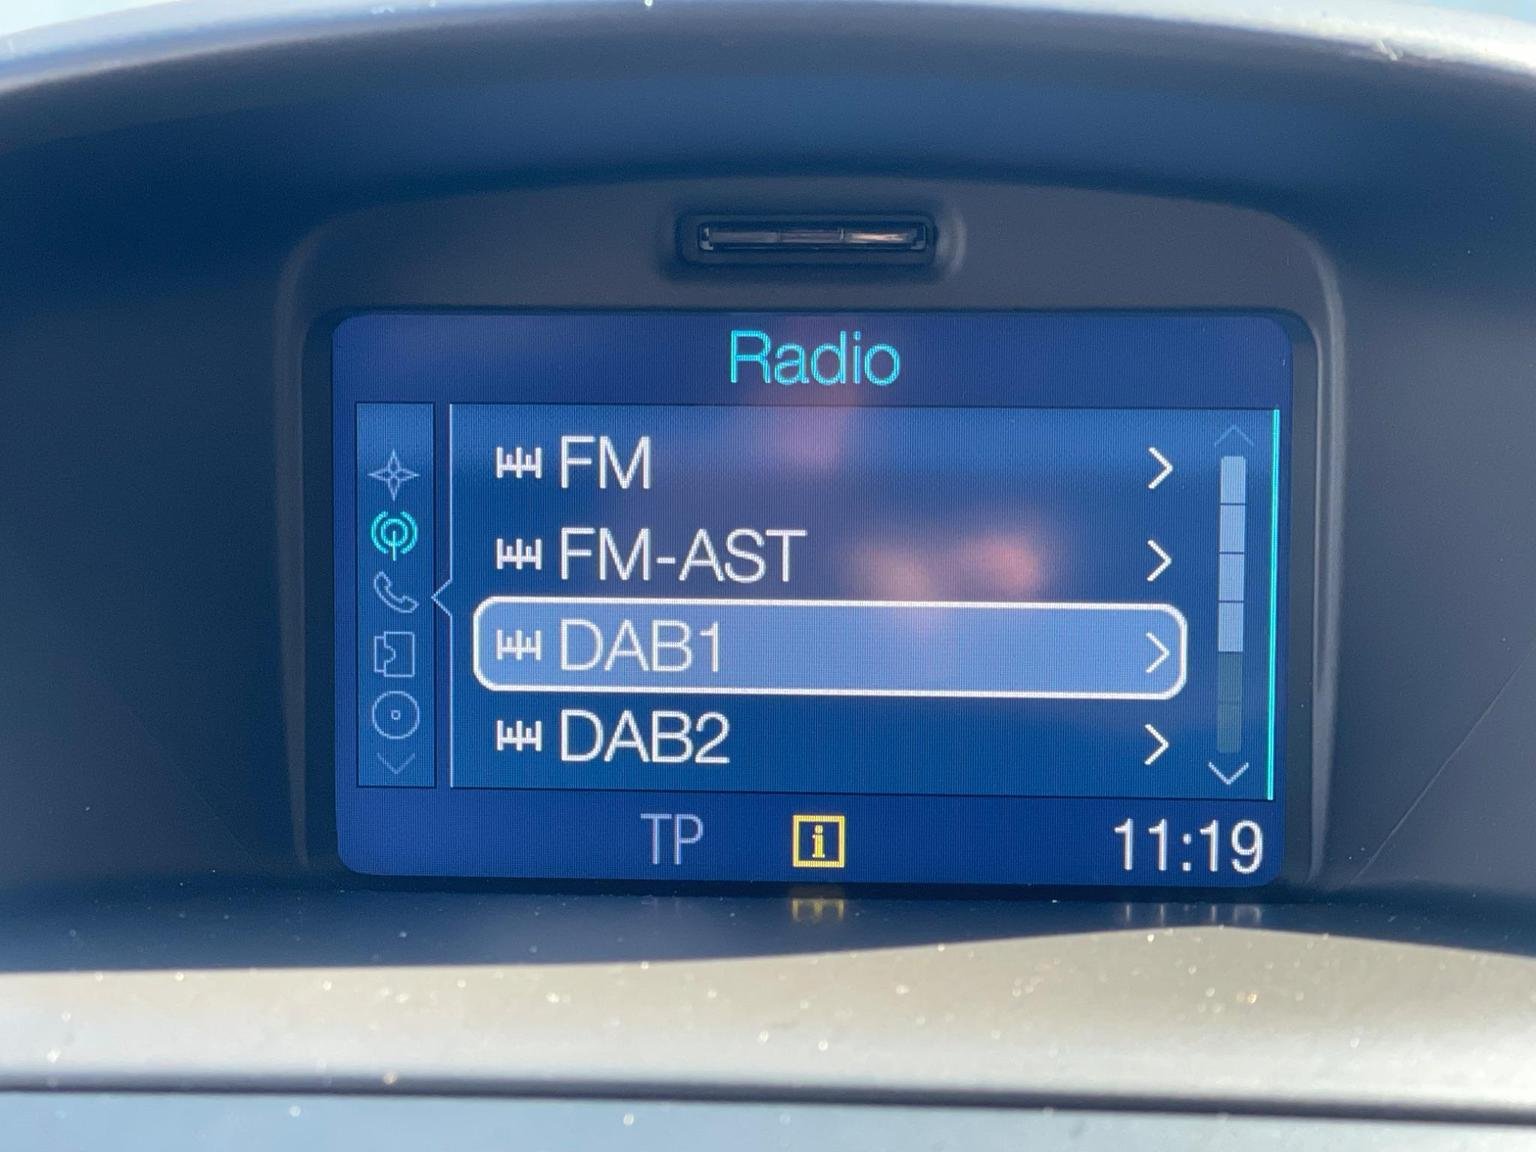 Radio
FM
FM-AST
DAB1
DAB2
TP
i
11:19